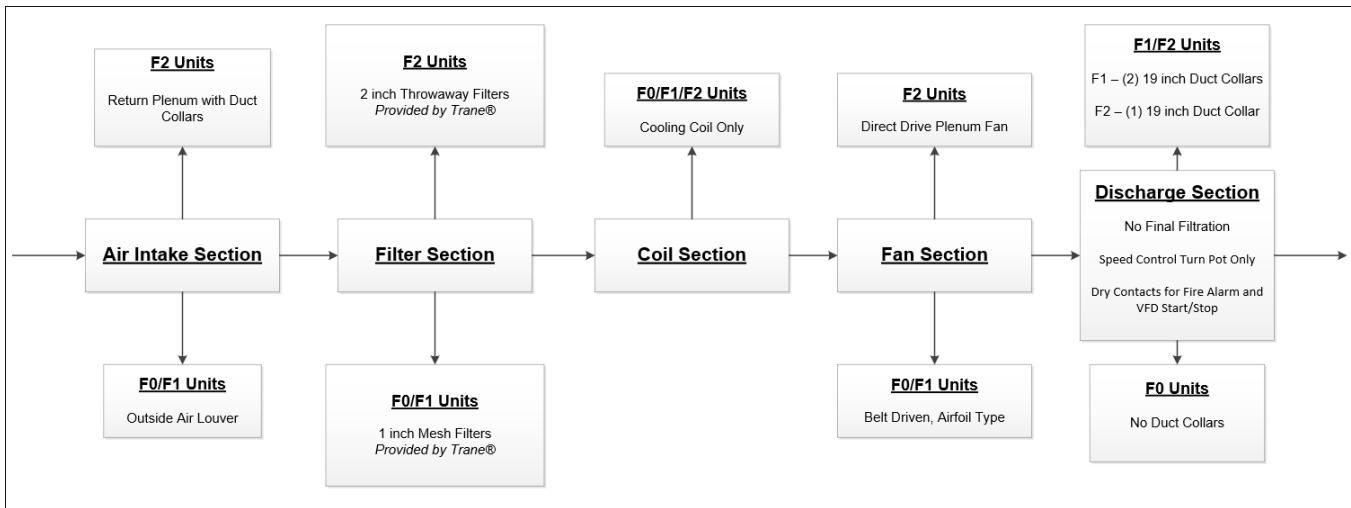 F2 Units
Return Plenum with Duct
Collars
F2 Units
2 inch Throwaway Filters
Provided by Trane®
F0/F1/F2 Units
Cooling Coil Only
F2 Units
Direct Drive Plenum Fan
F1/F2 Units
F1 – (2) 19 inch Duct Collars
F2 – (1) 19 inch Duct Collar
Air Intake Section
Filter Section
Coil Section
Fan Section
Discharge Section
No Final Filtration
Speed Control Turn Pot Only
Dry Contacts for Fire Alarm and
VFD Start/Stop
F0/F1 Units
Outside Air Louver
F0/F1 Units
1 inch Mesh Filters
Provided by Trane®
F0/F1 Units
Belt Driven, Airfoil Type
F0 Units
No Duct Collars